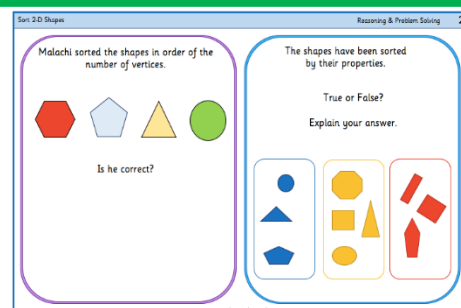 Sort 2-D Shapes
Reasoning & Problem Solving 2
Malachi sorted the shapes in order of the
number of vertices.
Is he correct?
The shapes have been sorted
by their properties.
True or False?
Explain your answer.